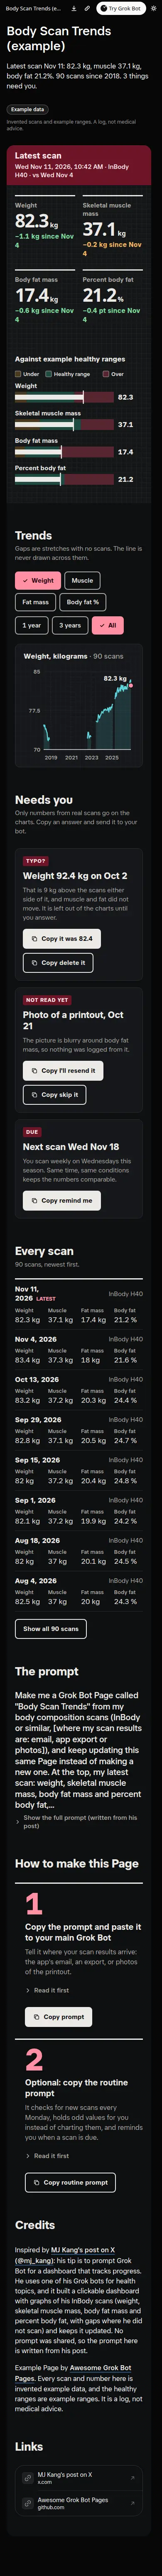 Body Scan Trends (e...
Try Grok Bot
Body Scan Trends
(example)
Latest scan Nov 11: 82.3 kg, muscle 37.1 kg,
body fat 21.2%. 90 scans since 2018. 3 things
need you.
Example data
Invented scans and example ranges. A log, not medical
advice.
Latest scan
Wed Nov 11, 2026, 10:42 AM · InBody
H40 · vs Wed Nov 4
Weight
82.3 kg
−1.1 kg since Nov
4
Skeletal muscle
mass
37.1 kg
−0.2 kg since Nov
4
Body fat mass
17.4 kg
−0.6 kg since Nov
4
Percent body fat
21.2 %
−0.4 pt since Nov
4
Against example healthy ranges
Under
Healthy range
Over
Weight
82.3
Skeletal muscle mass
37.1
Body fat mass
17.4
Percent body fat
21.2
Trends
Gaps are stretches with no scans. The line is
never drawn across them.
Weight
Muscle
Fat mass
Body fat %
1 year
3 years
All
Weight, kilograms · 90 scans
85
82.3 kg
77.5
70
2019 2021 2023 2025
Needs you
Only numbers from real scans go on the
charts. Copy an answer and send it to your
bot.
TYPO?
Weight 92.4 kg on Oct 2
That is 9 kg above the scans either
side of it, and muscle and fat did not
move. It is left out of the charts until
you answer.
Copy it was 82.4
Copy delete it
NOT READ YET
Photo of a printout, Oct
21
The picture is blurry around body fat
mass, so nothing was logged from it.
Copy I'll resend it
Copy skip it
DUE
Next scan Wed Nov 18
You scan weekly on Wednesdays this
season. Same time, same conditions
keeps the numbers comparable.
Copy remind me
Every scan
90 scans, newest first.
Nov 11,
2026 LATEST
InBody H40
Weight Muscle Fat mass Body fat
82.3 kg 37.1 kg 17.4 kg 21.2 %
Nov 4, 2026
InBody H40
Weight Muscle Fat mass Body fat
83.4 kg 37.3 kg 18 kg 21.6 %
Oct 13, 2026
InBody H40
Weight Muscle Fat mass Body fat
83.2 kg 37.2 kg 20.3 kg 24.4 %
Sep 29, 2026
InBody H40
Weight Muscle Fat mass Body fat
82.8 kg 37.1 kg 20.5 kg 24.7 %
Sep 15, 2026
InBody H40
Weight Muscle Fat mass Body fat
82 kg 37.2 kg 20.4 kg 24.8 %
Sep 1, 2026
InBody H40
Weight Muscle Fat mass Body fat
82.1 kg 37.2 kg 19.9 kg 24.2 %
Aug 18, 2026
InBody H40
Weight Muscle Fat mass Body fat
82 kg 37 kg 20.1 kg 24.5 %
Aug 4, 2026
InBody H40
Weight Muscle Fat mass Body fat
82.5 kg 37 kg 20 kg 24.3 %
Show all 90 scans
The prompt
Make me a Grok Bot Page called
"Body Scan Trends" from my
body composition scans (InBody
or similar, [where my scan results
are: email, app export or
photos]), and keep updating this
same Page instead of making a
new one. At the top, my latest
scan: weight, skeletal muscle
mass, body fat mass and percent
body fat,...
Show the full prompt (written from his
post)
How to make this Page
1
Copy the prompt and paste it
to your main Grok Bot
Tell it where your scan results arrive:
the app's email, an export, or photos
of the printout.
Read it first
Copy prompt
2
Optional: copy the routine
prompt
It checks for new scans every
Monday, holds odd values for you
instead of charting them, and reminds
you when a scan is due.
Read it first
Copy routine prompt
Credits
Inspired by MJ Kang's post on X
(@mj_kang): his tip is to prompt Grok
Bot for a dashboard that tracks progress.
He uses one of his Grok bots for health
topics, and it built a clickable dashboard
with graphs of his InBody scans (weight,
skeletal muscle mass, body fat mass and
percent body fat, with gaps where he did
not scan) and keeps it updated. No
prompt was shared, so the prompt here
is written from his post.
Example Page by Awesome Grok Bot
Pages. Every scan and number here is
invented example data, and the healthy
ranges are example ranges. It is a log, not
medical advice.
Links
MJ Kang's post on X
x.com
Awesome Grok Bot Pages
github.com